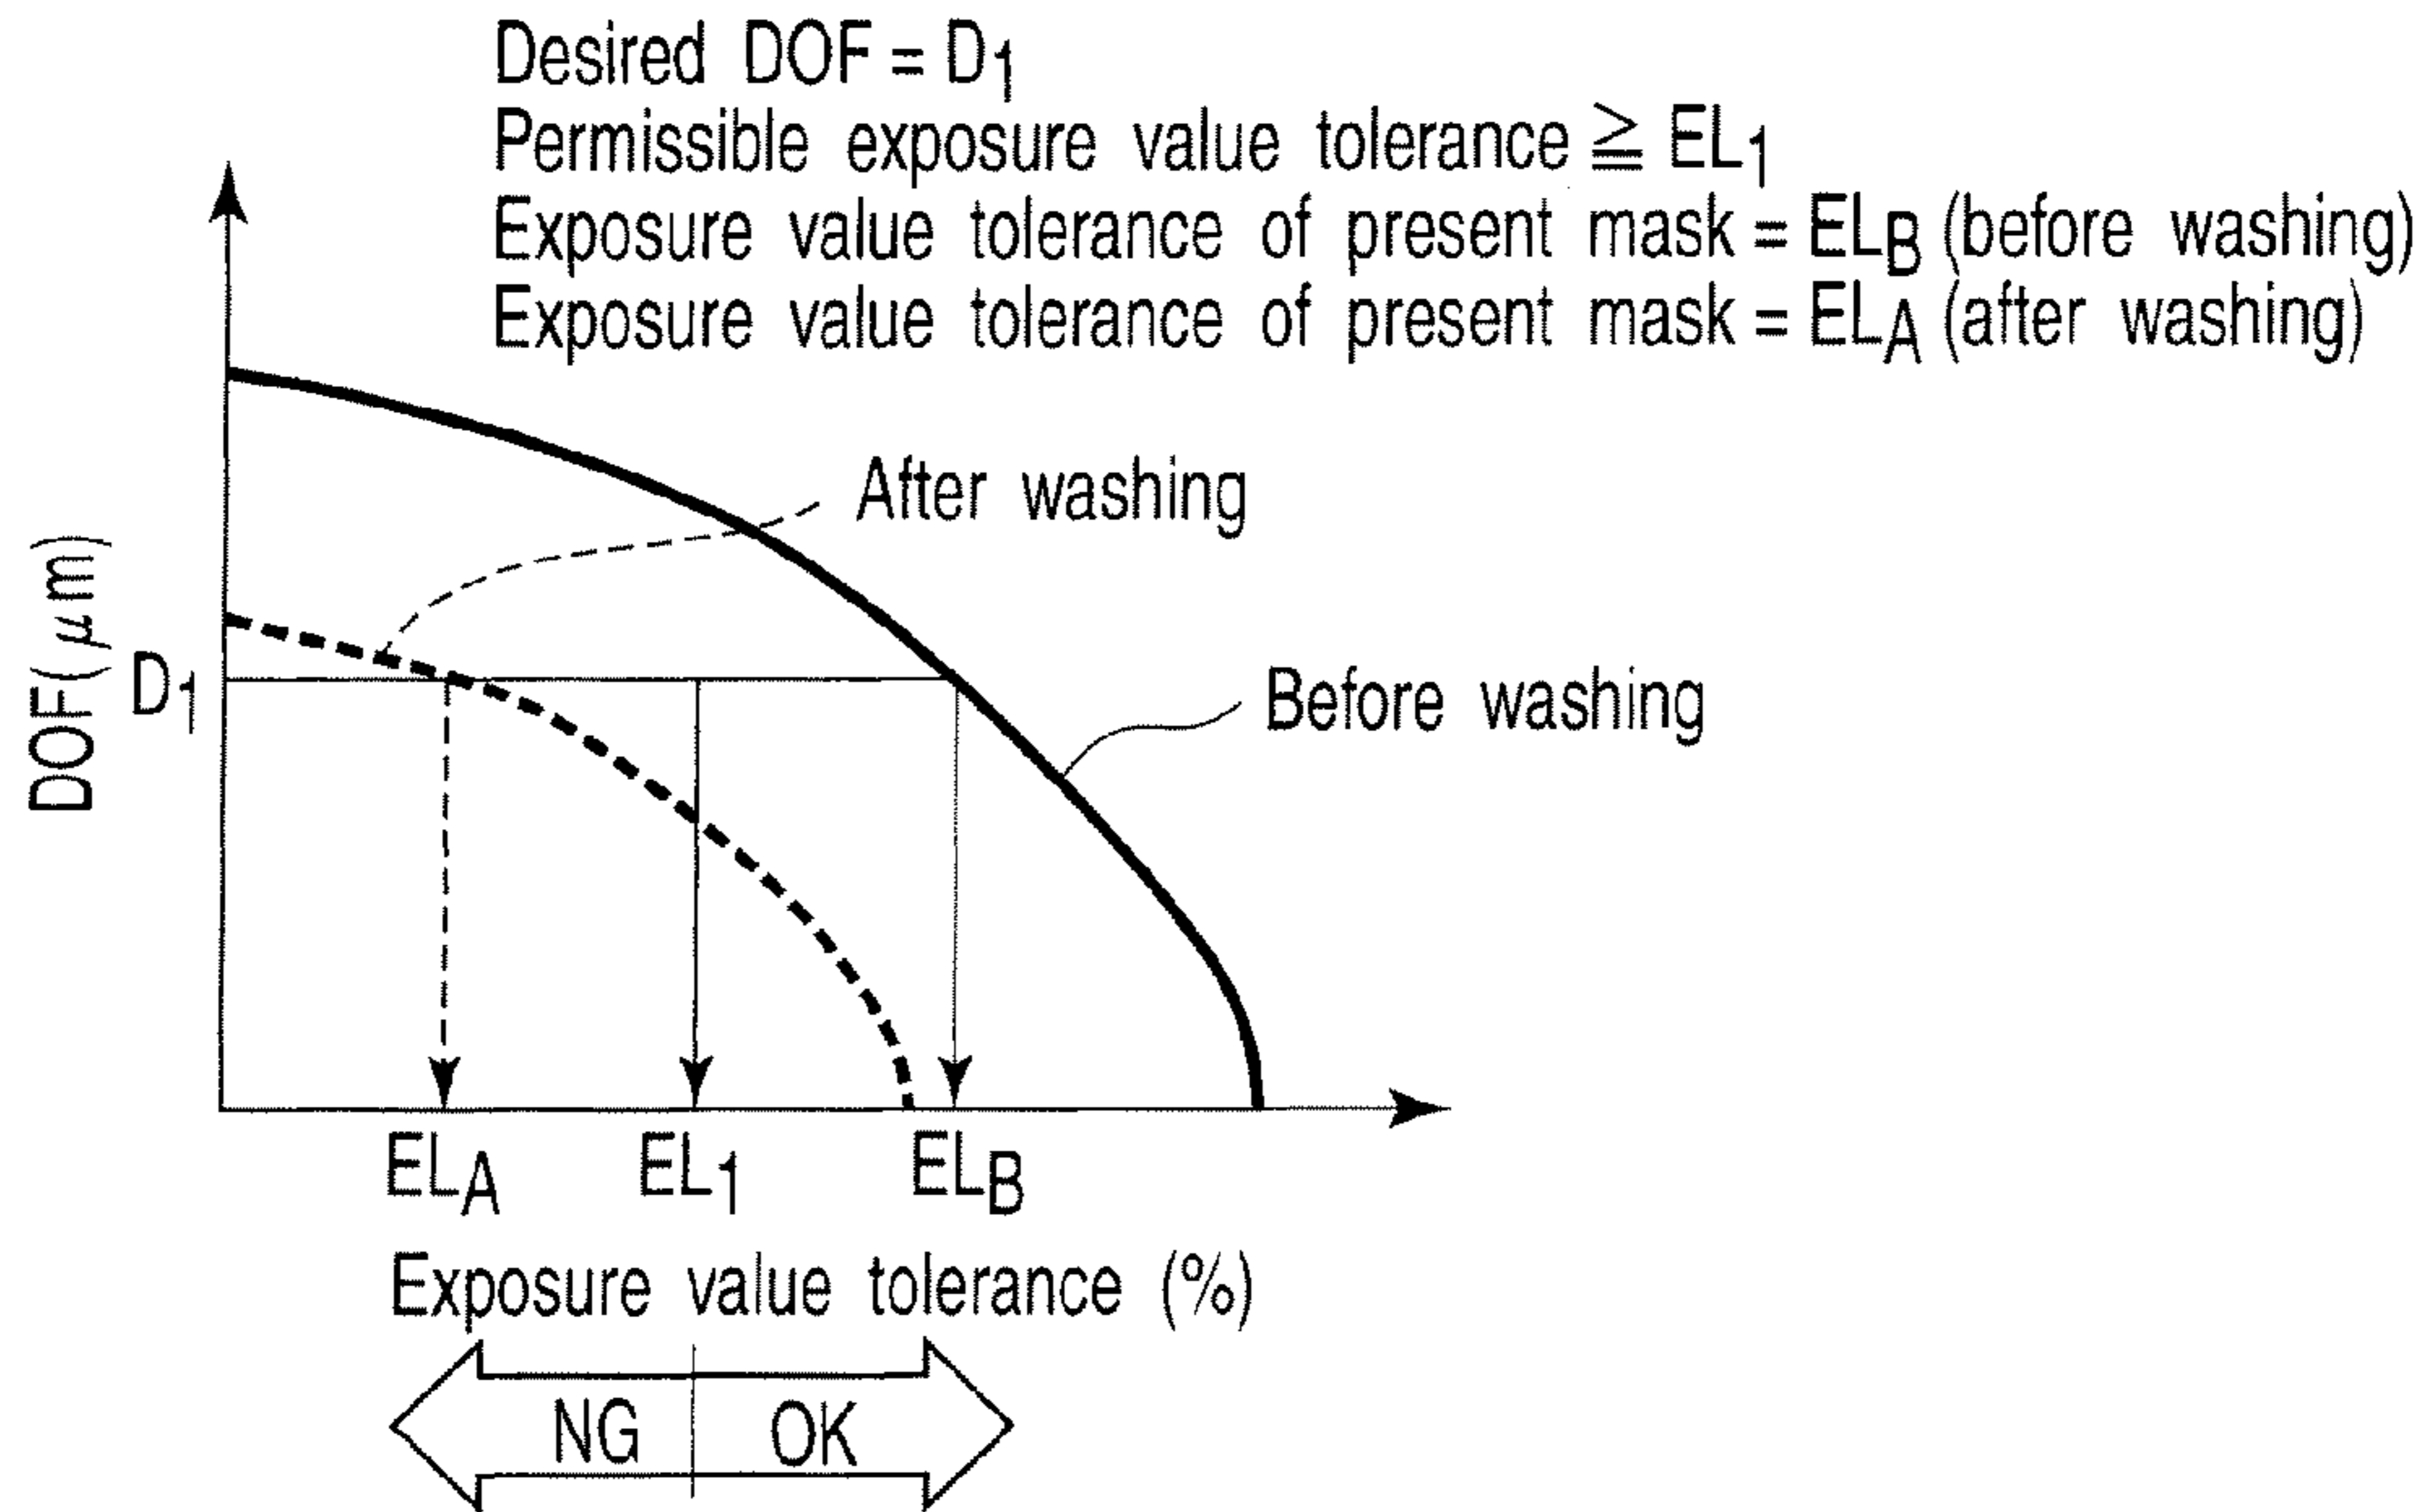 Desired DOF = D1
Permissible exposure value tolerance ≧ EL1
Exposure value tolerance of present mask = ELB (before washing)
Exposure value tolerance of present mask = ELA (after washing)
After washing
DOF(μm)
D1
Before washing
ELA EL1 ELB
Exposure value tolerance (%)
NG OK